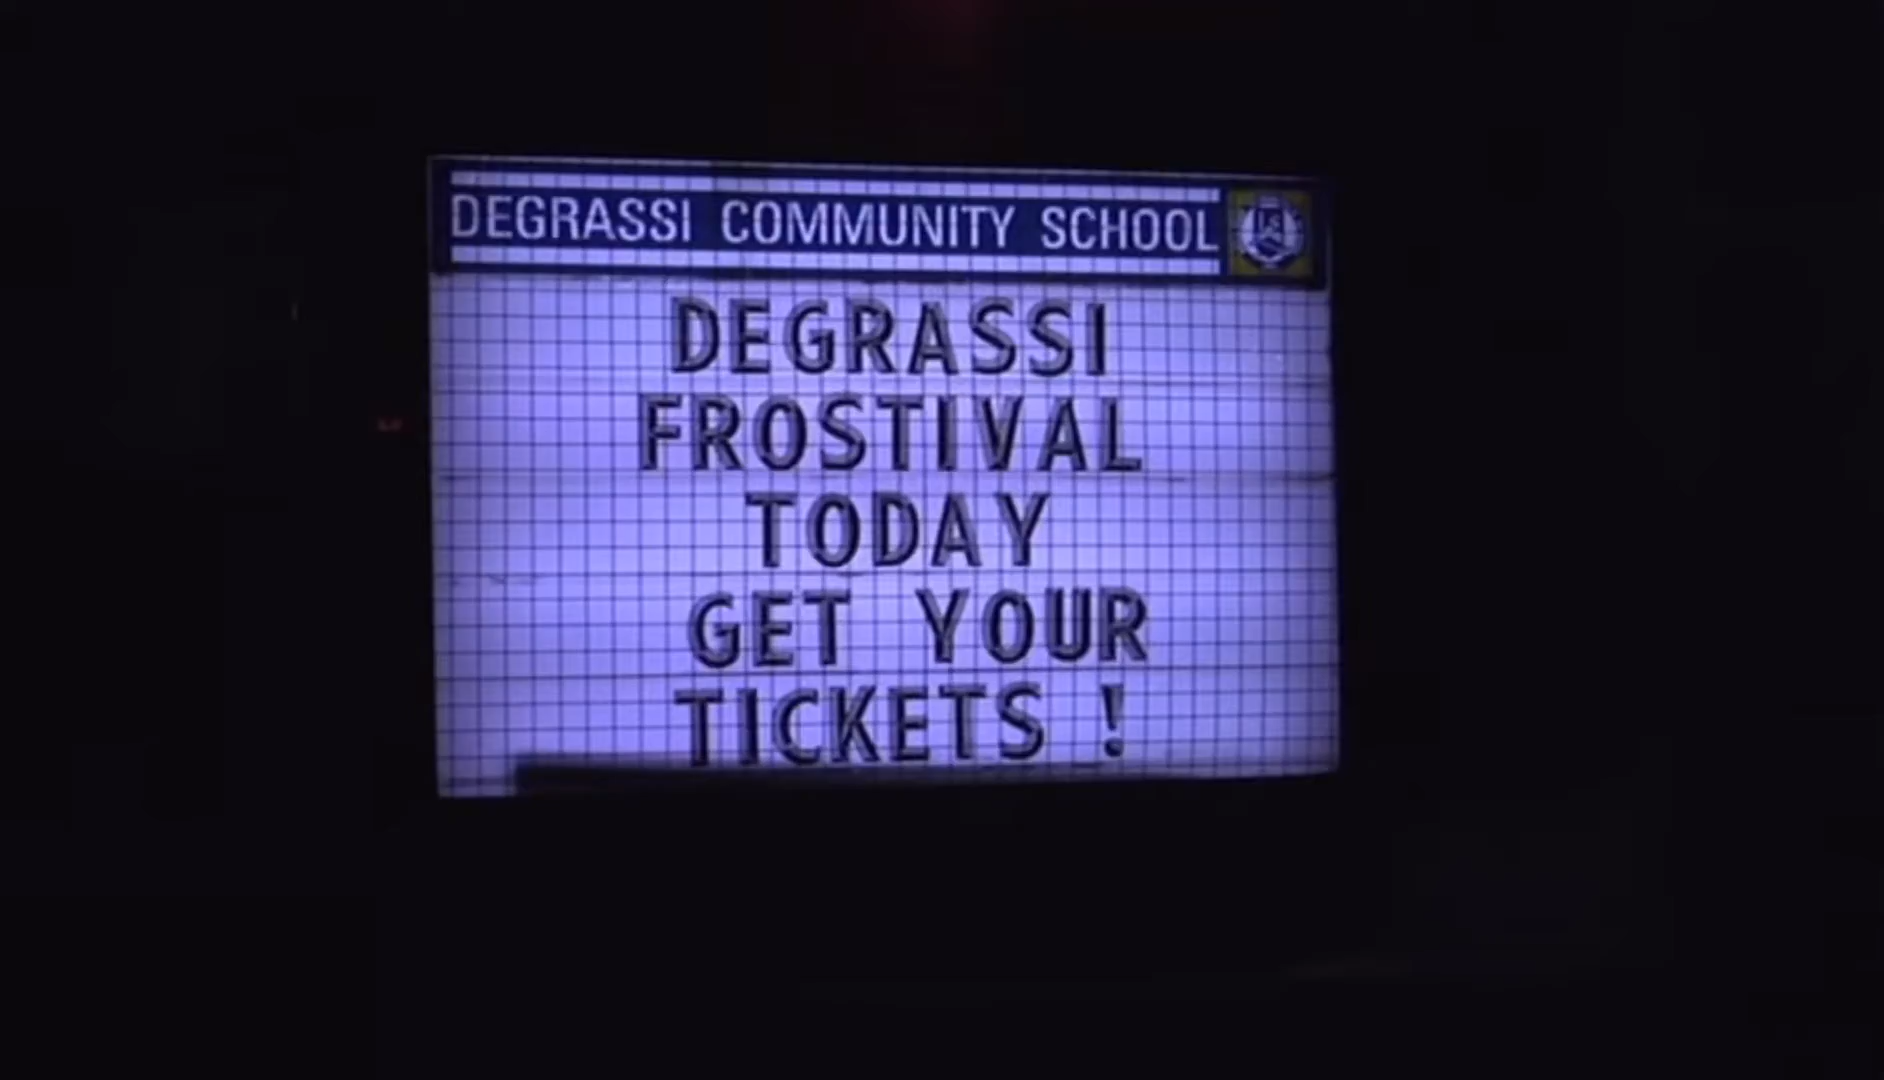 DEGRASSI COMMUNITY SCHOOL
DEGRASSI
FROSTIVAL
TODAY
GET YOUR
TICKETS !